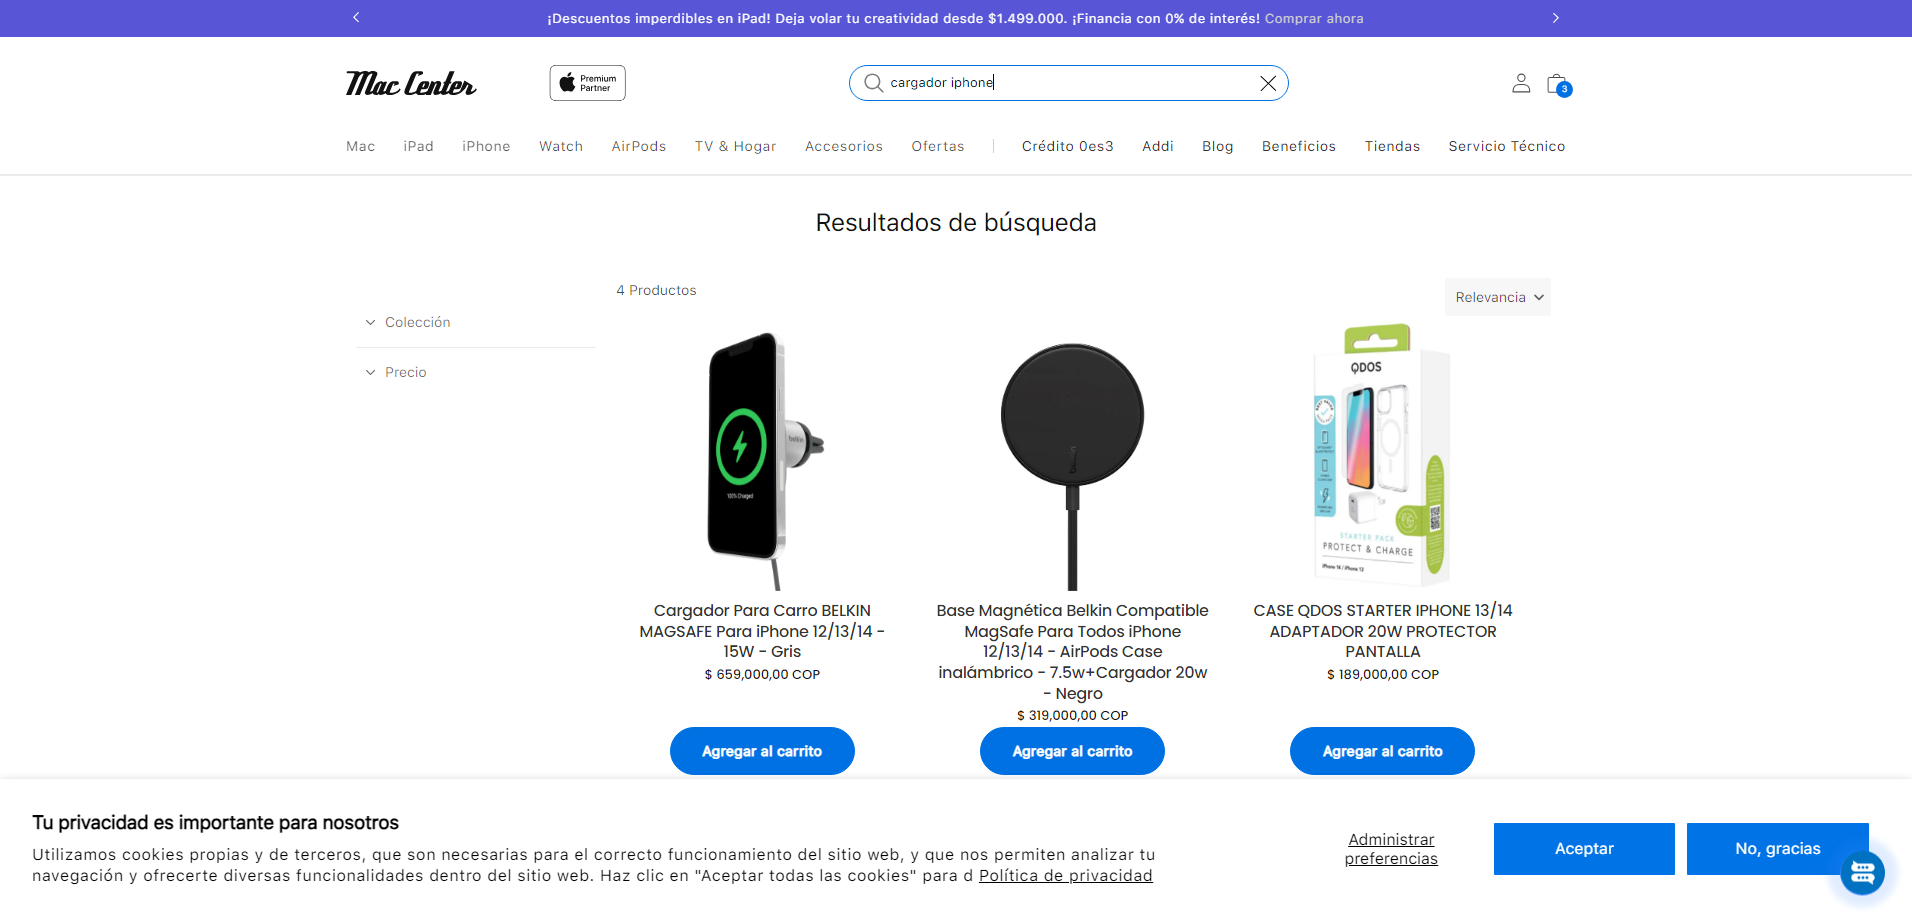 ¡Descuentos imperdibles en iPad! Deja volar tu creatividad desde $1.499.000. ¡Financia con 0% de interés! Comprar ahora
Mac Center
Premium
Partner
cargador iphone
3
Mac iPad iPhone Watch AirPods TV & Hogar Accesorios Ofertas Crédito 0es3 Addi Blog Beneficios Tiendas Servicio Técnico
Resultados de búsqueda
4 Productos
Relevancia
Colección
Precio
belkin
100% Charged
belkin
QDOS
STARTER PACK
PROTECT & CHARGE
iPhone 14 / iPhone 13
Cargador Para Carro BELKIN
MAGSAFE Para iPhone 12/13/14 -
15W - Gris
$ 659,000,00 COP
Base Magnética Belkin Compatible
MagSafe Para Todos iPhone
12/13/14 - AirPods Case
inalámbrico - 7.5w+Cargador 20w
- Negro
$ 319,000,00 COP
CASE QDOS STARTER IPHONE 13/14
ADAPTADOR 20W PROTECTOR
PANTALLA
$ 189,000,00 COP
Agregar al carrito
Agregar al carrito
Agregar al carrito
Tu privacidad es importante para nosotros
Utilizamos cookies propias y de terceros, que son necesarias para el correcto funcionamiento del sitio web, y que nos permiten analizar tu
navegación y ofrecerte diversas funcionalidades dentro del sitio web. Haz clic en "Aceptar todas las cookies" para d Política de privacidad
Administrar
preferencias
Aceptar
No, gracias